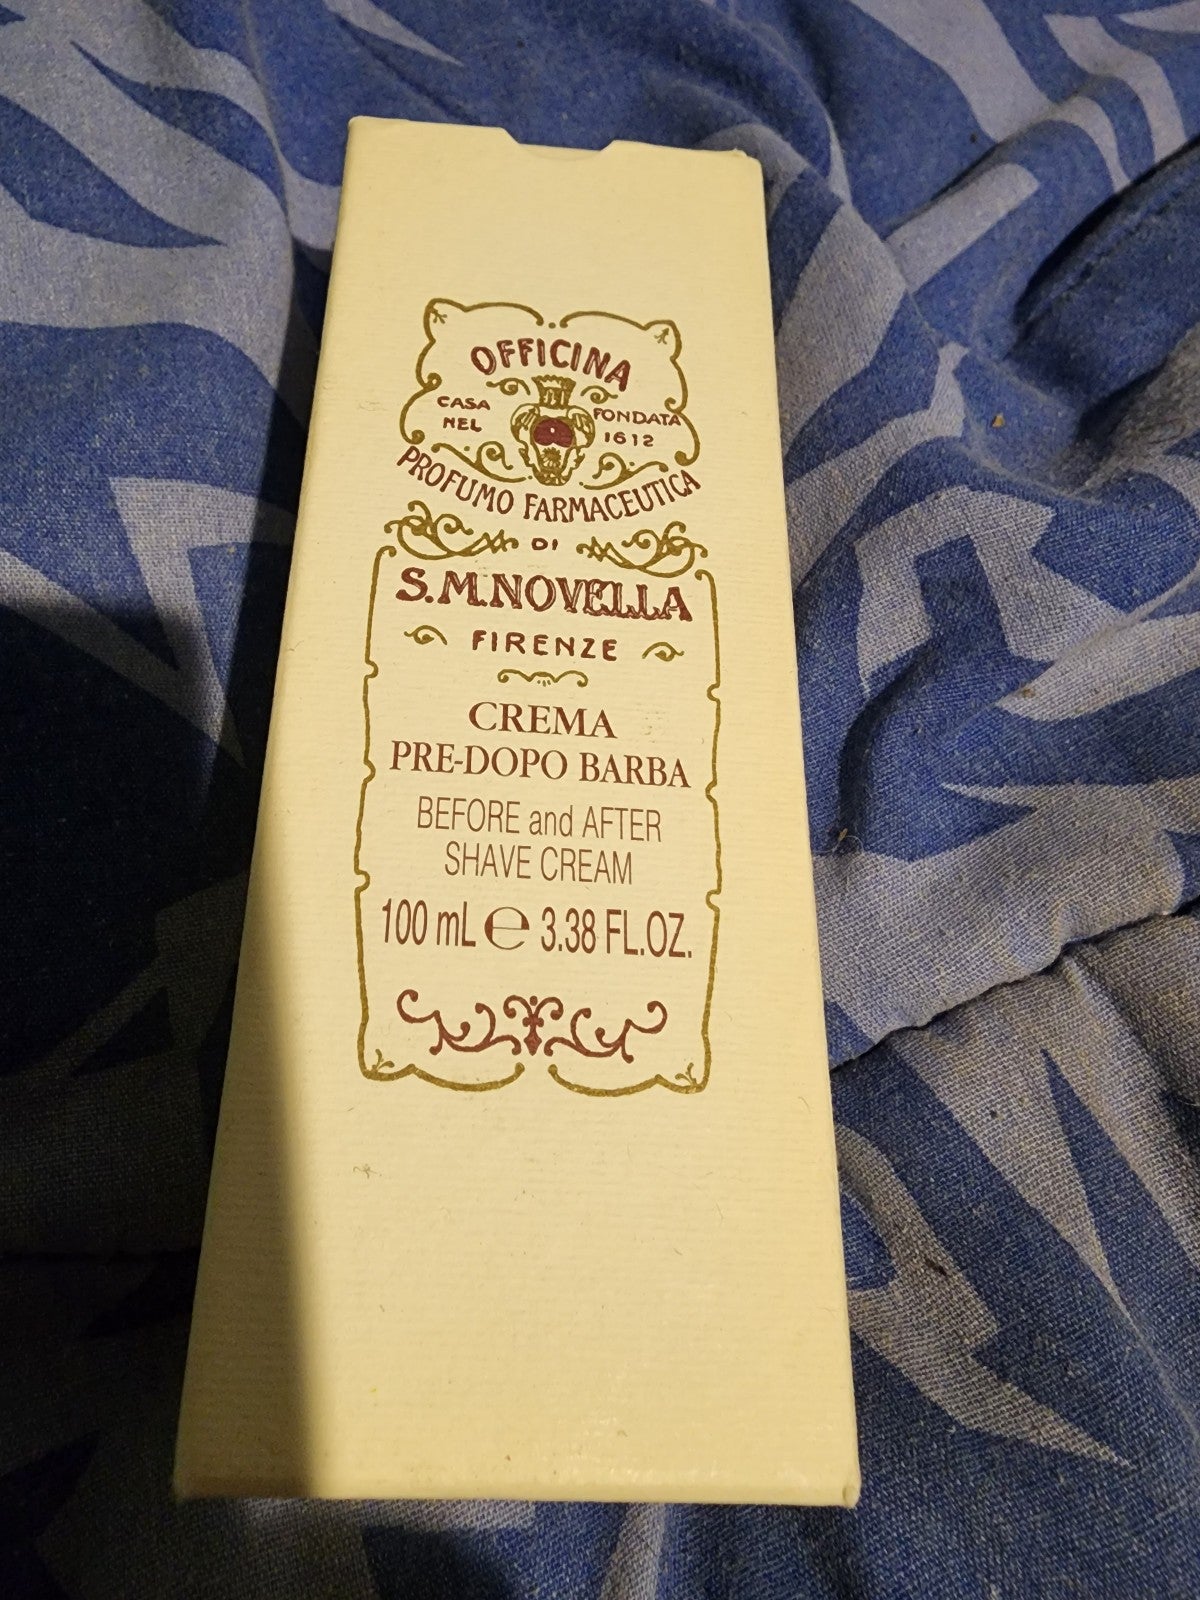 OFFICINA
CASA FONDATA
NEL 1612
PROFUMO FARMACEUTICA
DI
S.M.NOVELLA
FIRENZE
CREMA
PRE-DOPO BARBA
BEFORE and AFTER
SHAVE CREAM
100 mL ℮ 3.38 FL.OZ.